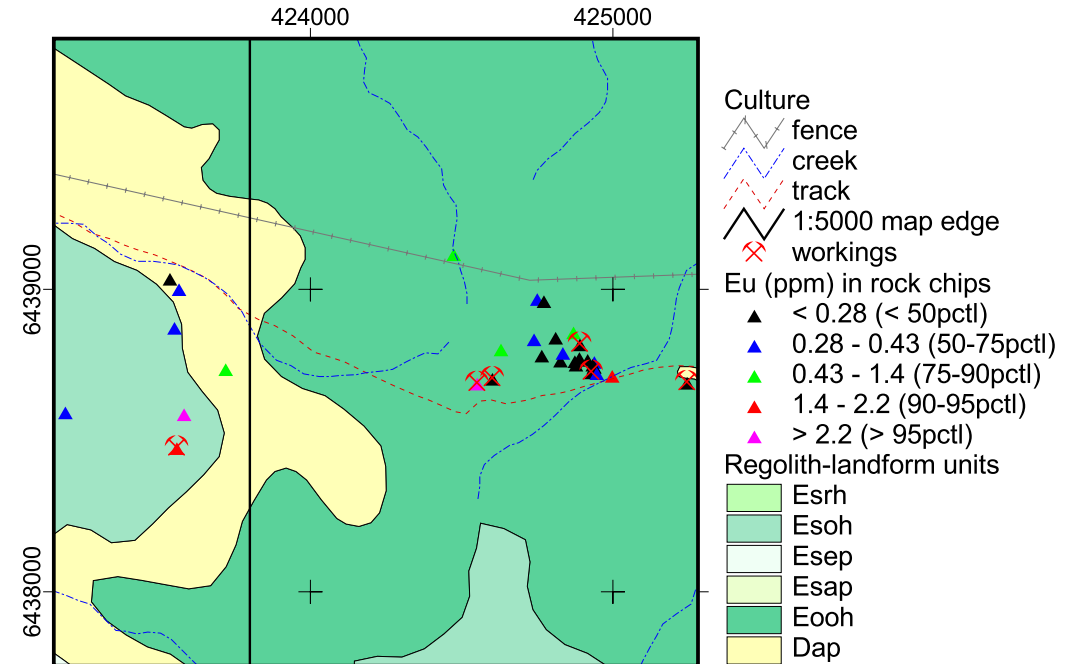 424000
425000
6439000
6438000
Culture
fence
creek
track
1:5000 map edge
workings
Eu (ppm) in rock chips
< 0.28 (< 50pctl)
0.28 - 0.43 (50-75pctl)
0.43 - 1.4 (75-90pctl)
1.4 - 2.2 (90-95pctl)
> 2.2 (> 95pctl)
Regolith-landform units
Esrh
Esoh
Esep
Esap
Eooh
Dap